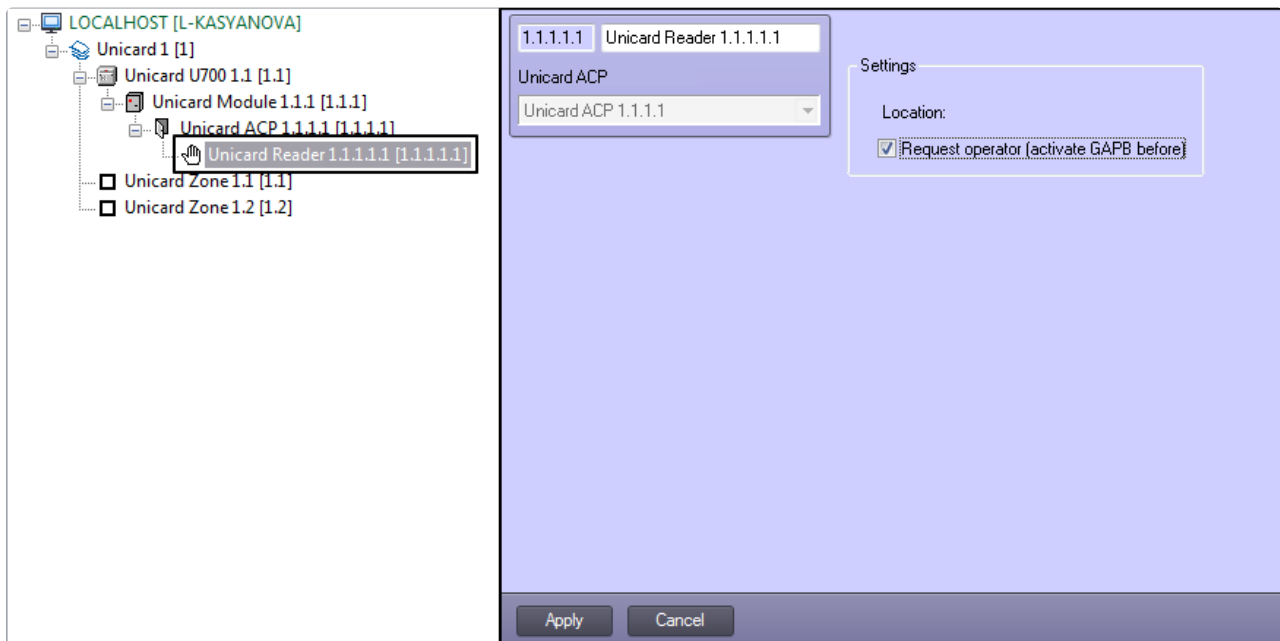 LOCALHOST [L-KASYANOVA]
Unicard 1 [1]
Unicard U700 1.1 [1.1]
Unicard Module 1.1.1 [1.1.1]
Unicard ACP 1.1.1.1 [1.1.1.1]
Unicard Reader 1.1.1.1.1 [1.1.1.1.1]
Unicard Zone 1.1 [1.1]
Unicard Zone 1.2 [1.2]
1.1.1.1.1 Unicard Reader 1.1.1.1.1
Unicard ACP
Unicard ACP 1.1.1.1
Settings
Location:
Request operator (activate GAPB before)
Apply Cancel